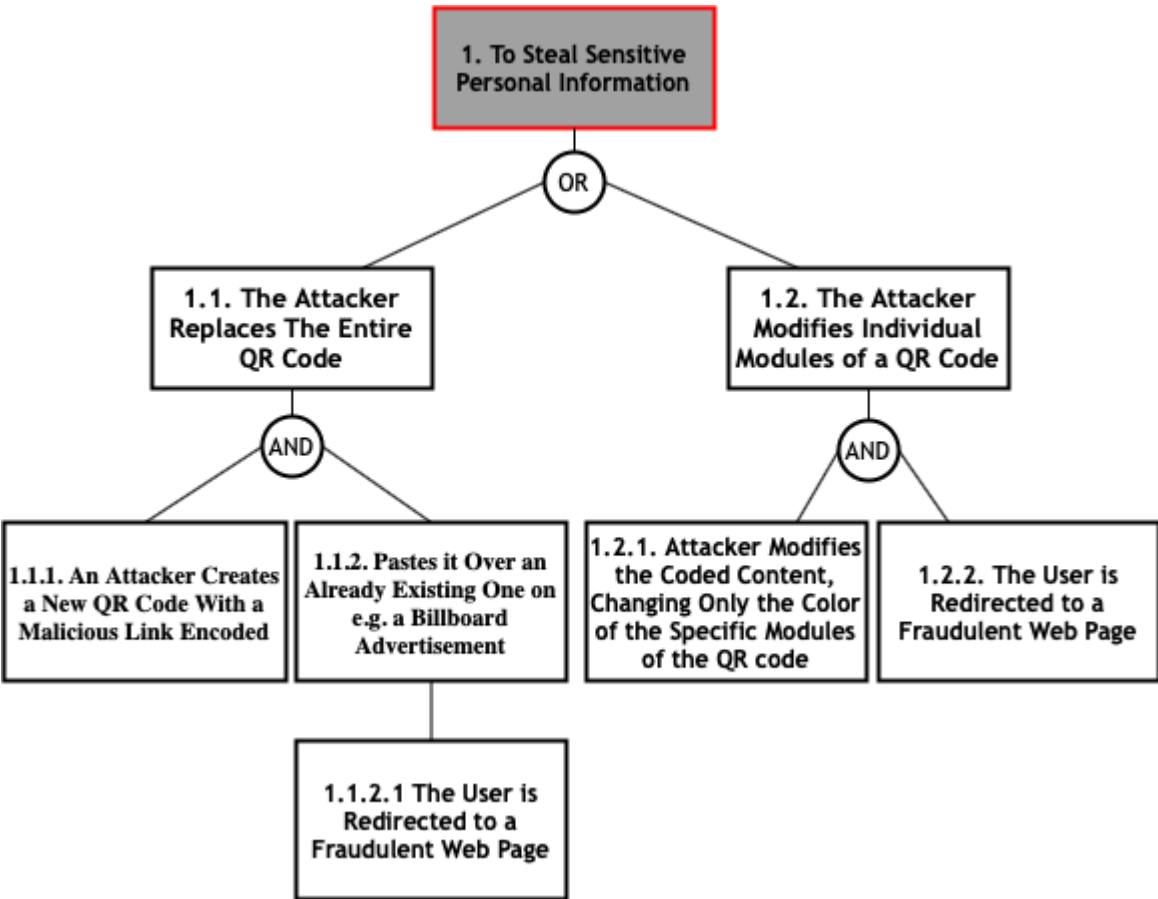 1. To Steal Sensitive
Personal Information
OR
1.1. The Attacker
Replaces The Entire
QR Code
1.2. The Attacker
Modifies Individual
Modules of a QR Code
AND
AND
1.1.1. An Attacker Creates
a New QR Code With a
Malicious Link Encoded
1.1.2. Pastes it Over an
Already Existing One on
e.g. a Billboard
Advertisement
1.2.1. Attacker Modifies
the Coded Content,
Changing Only the Color
of the Specific Modules
of the QR code
1.2.2. The User is
Redirected to a
Fraudulent Web Page
1.1.2.1 The User is
Redirected to a
Fraudulent Web Page